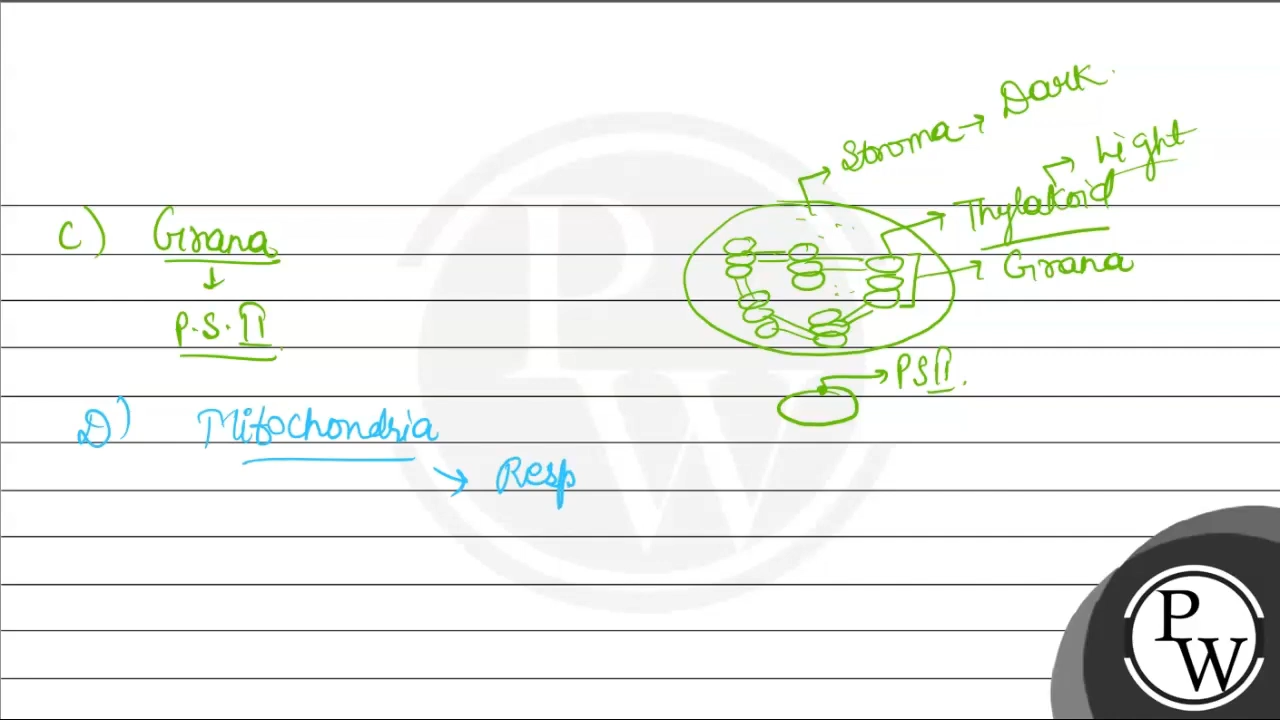 Stroma → Dark.
Light
Thylakoid
C) Grana
Grana
P.S. II
PS II.
D) Mitochondria
→ Resp
P
W
P
W